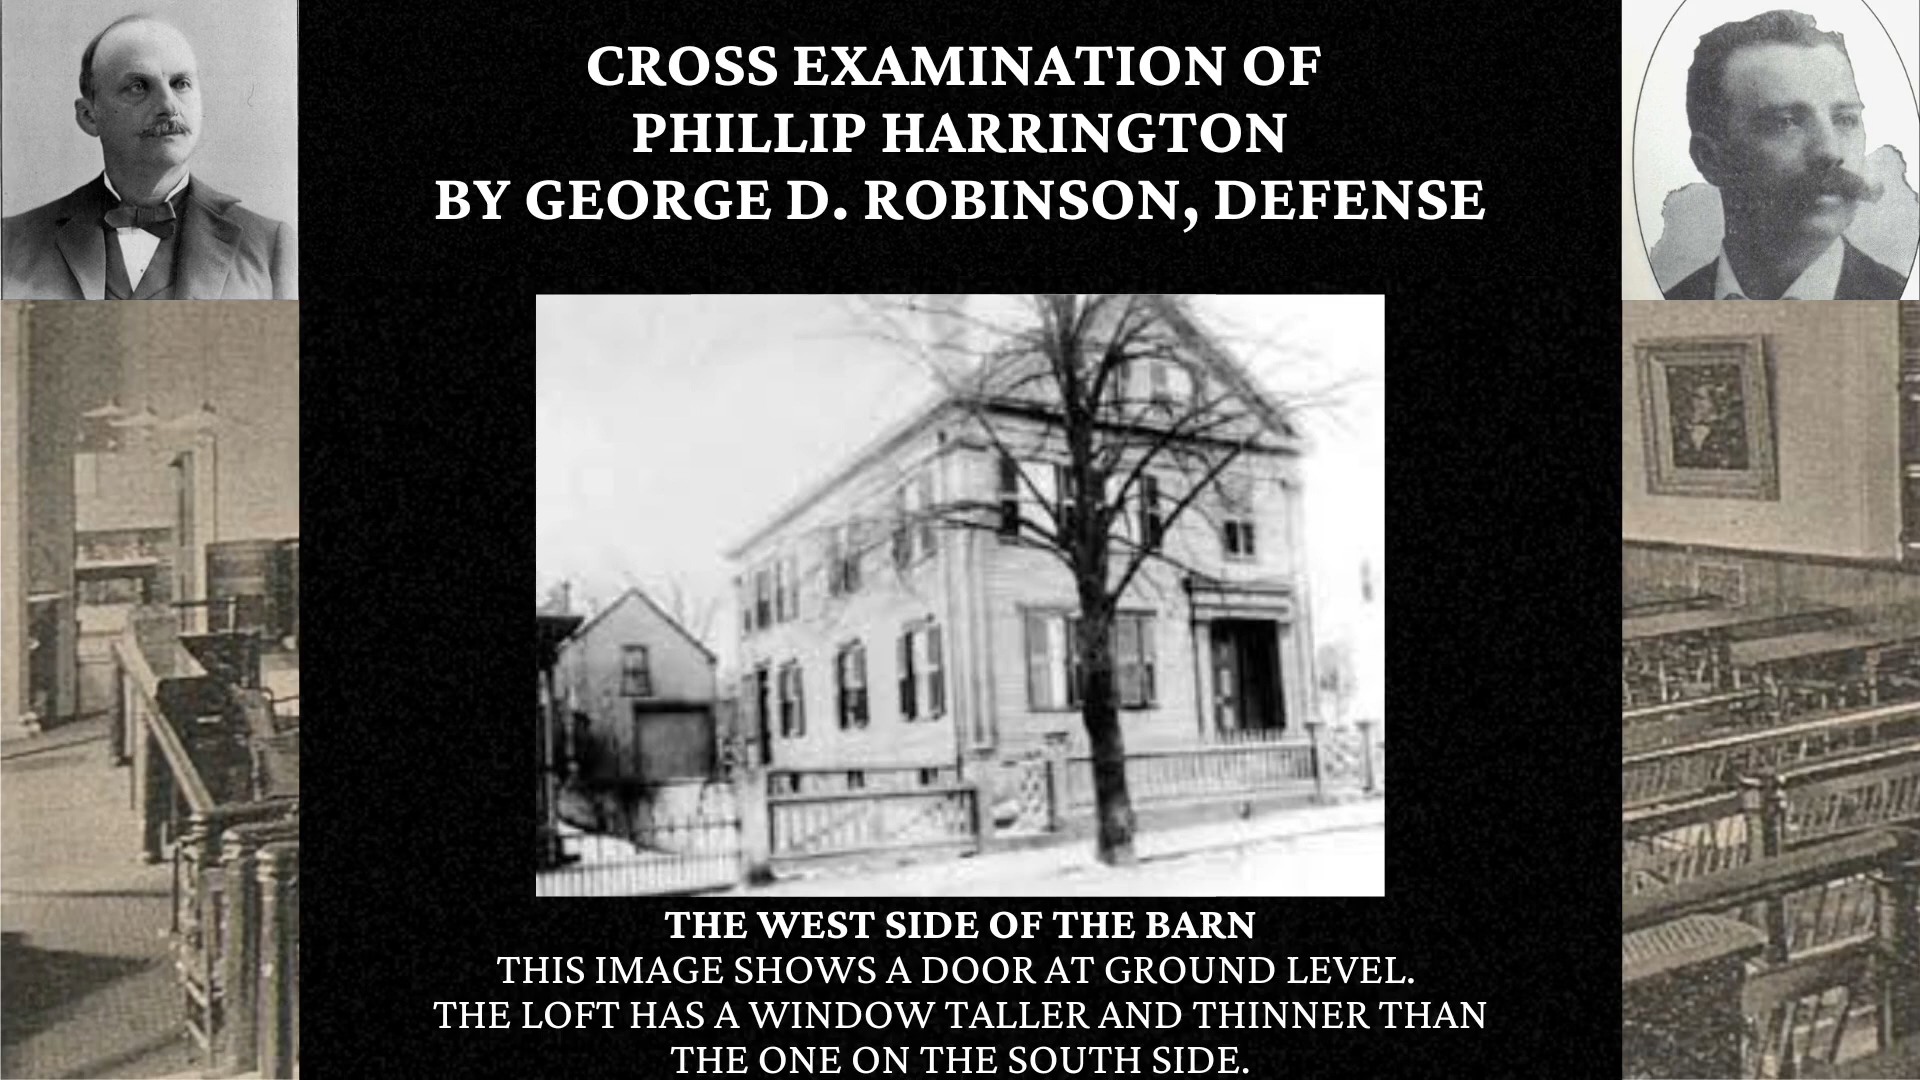 CROSS EXAMINATION OF
PHILLIP HARRINGTON
BY GEORGE D. ROBINSON, DEFENSE
THE WEST SIDE OF THE BARN
THIS IMAGE SHOWS A DOOR AT GROUND LEVEL.
THE LOFT HAS A WINDOW TALLER AND THINNER THAN
THE ONE ON THE SOUTH SIDE.